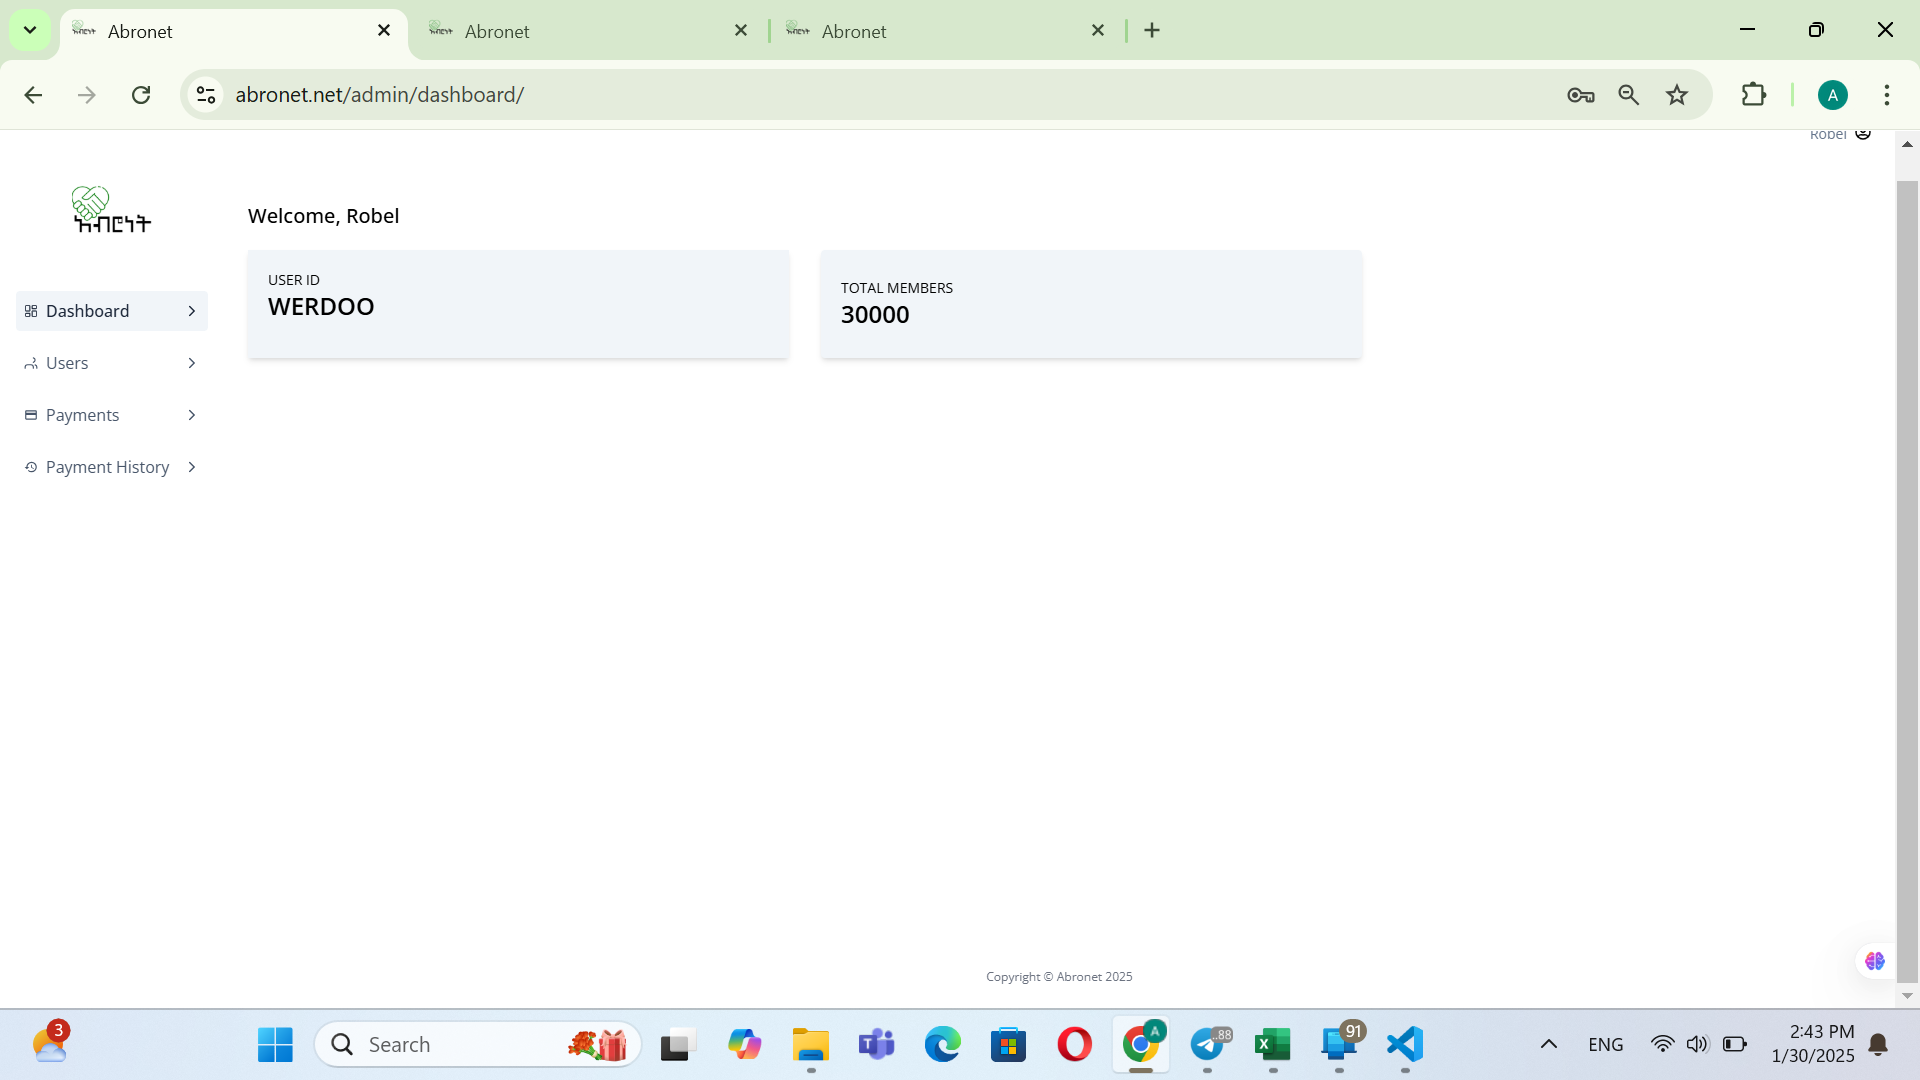 Abronet
Abronet
Abronet
abronet.net/admin/dashboard/
A
Robel
አብሮነት
Welcome, Robel
USER ID
WERDOO
TOTAL MEMBERS
30000
Dashboard
Users
Payments
Payment History
Copyright © Abronet 2025
3
Search
A
..88
91
ENG
2:43 PM
1/30/2025